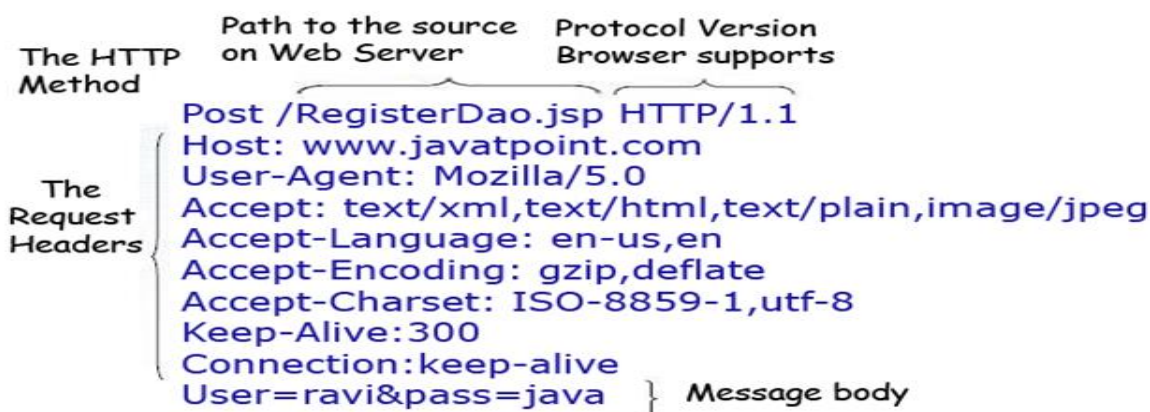 Path to the source
on Web Server
Protocol Version
Browser supports
The HTTP
Method
Post /RegisterDao.jsp HTTP/1.1
The
Request
Headers
Host: www.javatpoint.com
User-Agent: Mozilla/5.0
Accept: text/xml,text/html,text/plain,image/jpeg
Accept-Language: en-us,en
Accept-Encoding: gzip,deflate
Accept-Charset: ISO-8859-1,utf-8
Keep-Alive:300
Connection:keep-alive
User=ravi&pass=java } Message body